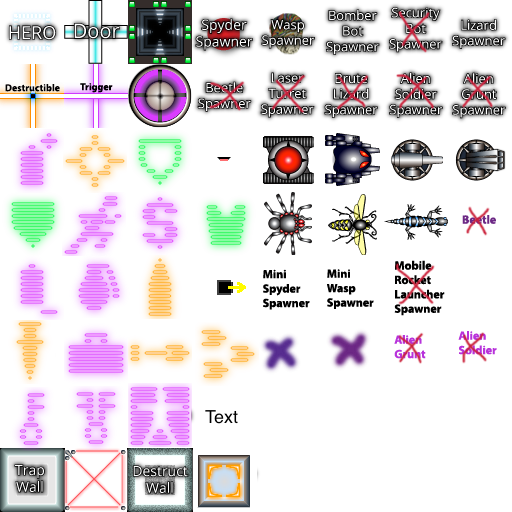 HERO
Door
Spyder
Spawner
Wasp
Spawner
Bomber
Bot
Spawner
Security
Bot
Spawner
Lizard
Spawner
Destructible
Trigger
Beetle
Spawner
Laser
Turret
Spawner
Brute
Lizard
Spawner
Alien
Soldier
Spawner
Alien
Grunt
Spawner
Beetle
Mini
Spyder
Spawner
Mini
Wasp
Spawner
Mobile
Rocket
Launcher
Spawner
Alien
Grunt
Alien
Soldier
Text
Trap
Wall
Destruct
Wall